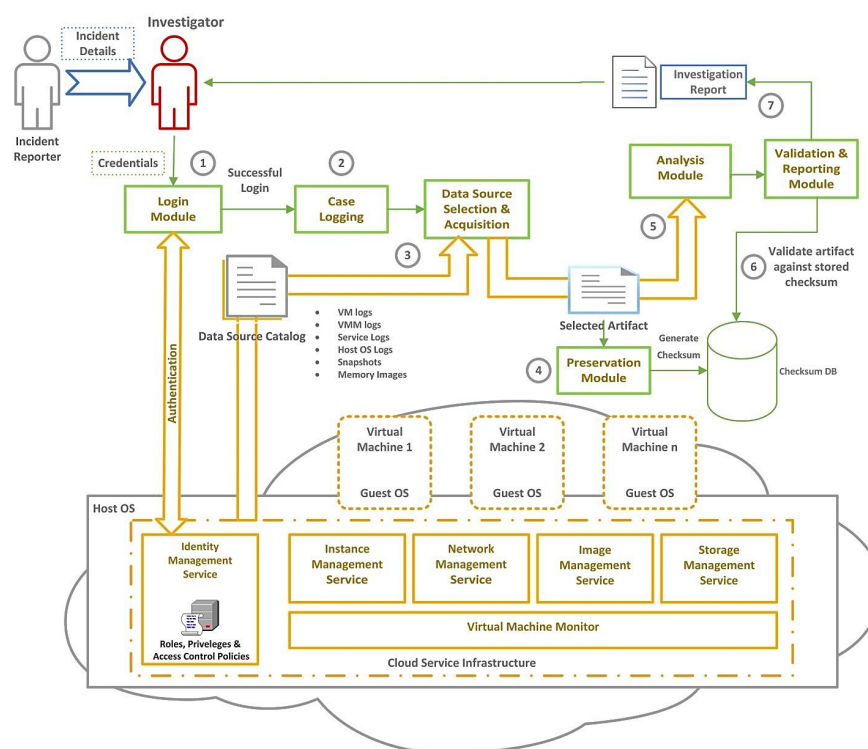 Incident
Details
Investigator
Incident
Reporter
Investigation
Report
7
Credentials
1
Successful
Login
2
Login
Module
Case
Logging
Data Source
Selection &
Acquisition
Analysis
Module
Validation &
Reporting
Module
3
5
6
Validate artifact
against stored
checksum
Data Source Catalog
• VM logs
• VMM logs
• Service Logs
• Host OS Logs
• Snapshots
• Memory Images
Selected Artifact
4
Preservation
Module
Generate
Checksum
Checksum DB
Authentication
Virtual
Machine 1
Guest OS
Virtual
Machine 2
Guest OS
Virtual
Machine n
Guest OS
Host OS
Identity
Management
Service
Roles, Priveleges &
Access Control Policies
Instance
Management
Service
Network
Management
Service
Image
Management
Service
Storage
Management
Service
Virtual Machine Monitor
Cloud Service Infrastructure